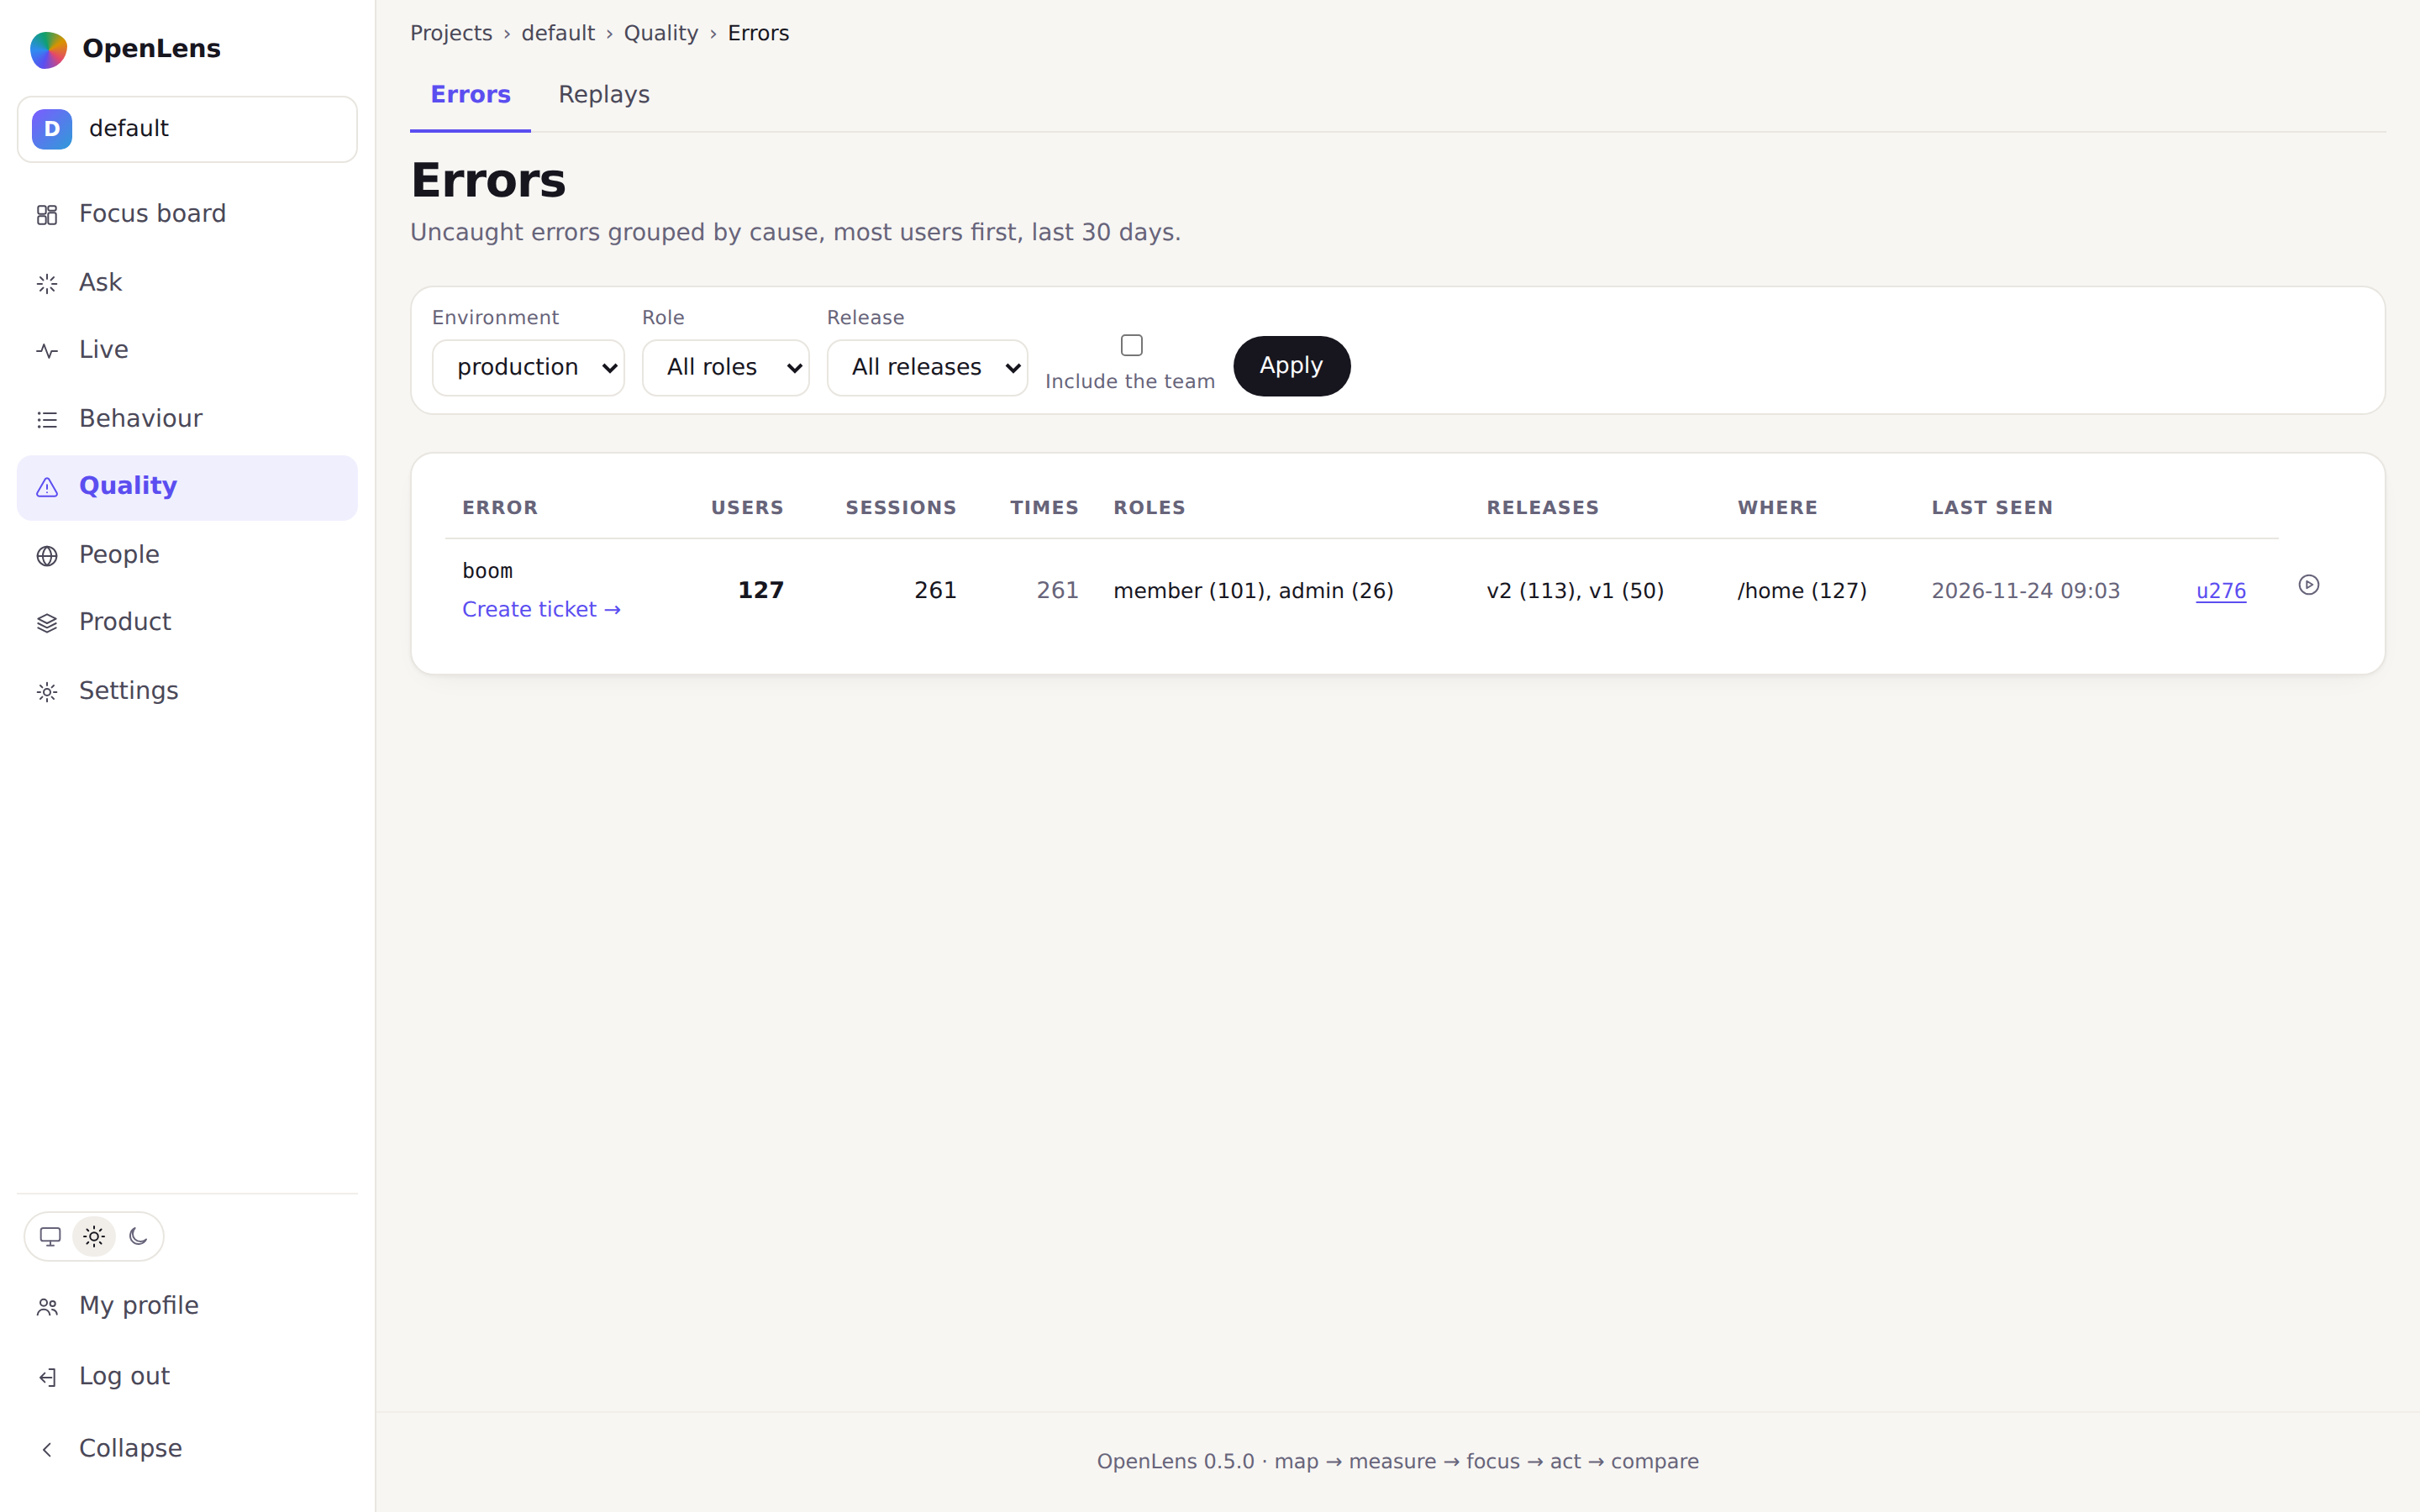 OpenLens
D default
Focus board
Ask
Live
Behaviour
Quality
People
Product
Settings
My profile
Log out
Collapse
Projects › default › Quality › Errors
Errors Replays
Errors
Uncaught errors grouped by cause, most users first, last 30 days.
Environment Role Release
production All roles All releases Include the team Apply
ERROR USERS SESSIONS TIMES ROLES RELEASES WHERE LAST SEEN
boom 127 261 261 member (101), admin (26) v2 (113), v1 (50) /home (127) 2026-11-24 09:03 u276
Create ticket →
OpenLens 0.5.0 · map → measure → focus → act → compare